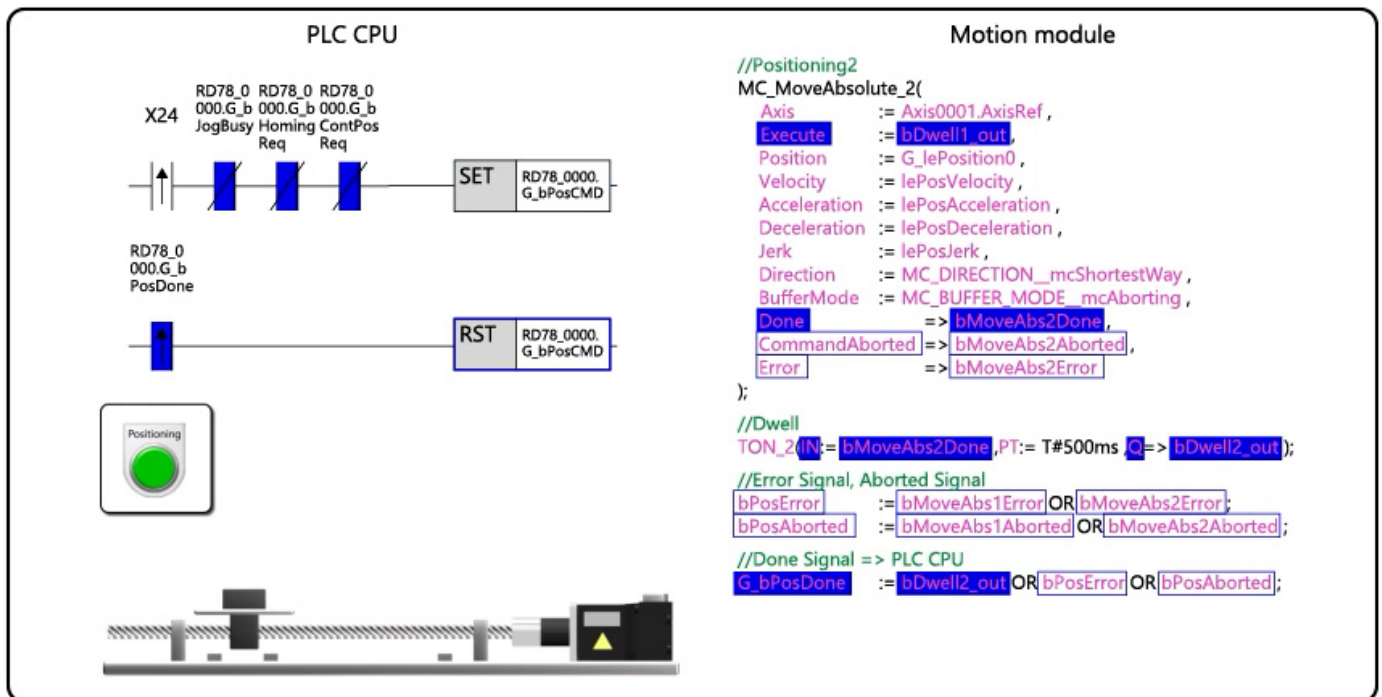 PLC CPU
X24
RD78_0
000.G_b
JogBusy
RD78_0
000.G_b
Homing
Req
RD78_0
000.G_b
ContPos
Req
SET
RD78_0000.
G_bPosCMD
RD78_0
000.G_b
PosDone
RST
RD78_0000.
G_bPosCMD
Positioning
Motion module
//Positioning2
MC_MoveAbsolute_2(
Axis := Axis0001.AxisRef ,
Execute := bDwell1_out ,
Position := G_lePosition0 ,
Velocity := lePosVelocity ,
Acceleration := lePosAcceleration ,
Deceleration := lePosDeceleration ,
Jerk := lePosJerk ,
Direction := MC_DIRECTION__mcShortestWay ,
BufferMode := MC_BUFFER_MODE__mcAborting ,
Done => bMoveAbs2Done ,
CommandAborted => bMoveAbs2Aborted ,
Error => bMoveAbs2Error
);
//Dwell
TON_2(IN:= bMoveAbs2Done ,PT:= T#500ms ,Q=> bDwell2_out );
//Error Signal, Aborted Signal
bPosError := bMoveAbs1Error OR bMoveAbs2Error ;
bPosAborted := bMoveAbs1Aborted OR bMoveAbs2Aborted ;
//Done Signal => PLC CPU
G_bPosDone := bDwell2_out OR bPosError OR bPosAborted ;